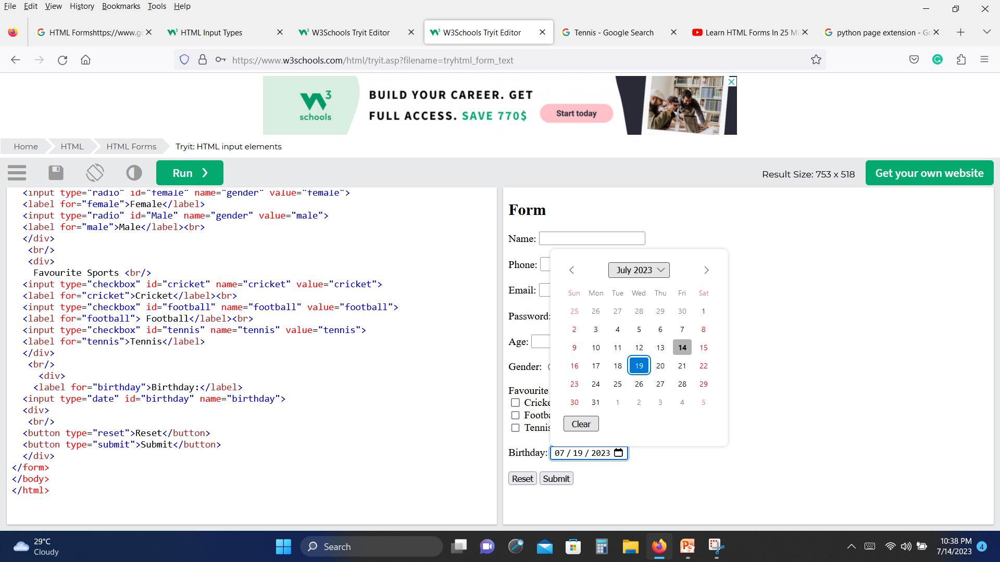 File Edit View History Bookmarks Tools Help
HTML Formshttps://www.go
HTML Input Types
W3Schools Tryit Editor
W3Schools Tryit Editor
Tennis - Google Search
Learn HTML Forms In 25 Mi
python page extension - Go
https://www.w3schools.com/html/tryit.asp?filename=tryhtml_form_text
W3 schools
BUILD YOUR CAREER. GET
FULL ACCESS. SAVE 770$
Start today
Home HTML HTML Forms Tryit: HTML input elements
Run ❯
Result Size: 753 x 518
Get your own website
<input type="radio" id="female" name="gender" value="female">
<label for="female">Female</label>
<input type="radio" id="Male" name="gender" value="male">
<label for="male">Male</label><br>
</div>
<br/>
<div>
Favourite Sports <br/>
<input type="checkbox" id="cricket" name="cricket" value="cricket">
<label for="cricket">Cricket</label><br>
<input type="checkbox" id="football" name="football" value="football">
<label for="football"> Football</label><br>
<input type="checkbox" id="tennis" name="tennis" value="tennis">
<label for="tennis">Tennis</label>
</div>
<br/>
<div>
<label for="birthday">Birthday:</label>
<input type="date" id="birthday" name="birthday">
<div>
<br/>
<button type="reset">Reset</button>
<button type="submit">Submit</button>
</div>
</form>
</body>
</html>
Form
Name:
Phone:
Email:
Password:
Age:
Gender:
Favourite
Cricke
Footba
Tennis
July 2023
Sun Mon Tue Wed Thu Fri Sat
25 26 27 28 29 30 1
2 3 4 5 6 7 8
9 10 11 12 13 14 15
16 17 18 19 20 21 22
23 24 25 26 27 28 29
30 31 1 2 3 4 5
Clear
Birthday: 07 / 19 / 2023
Reset Submit
29°C
Cloudy
Search
10:38 PM
7/14/2023
4